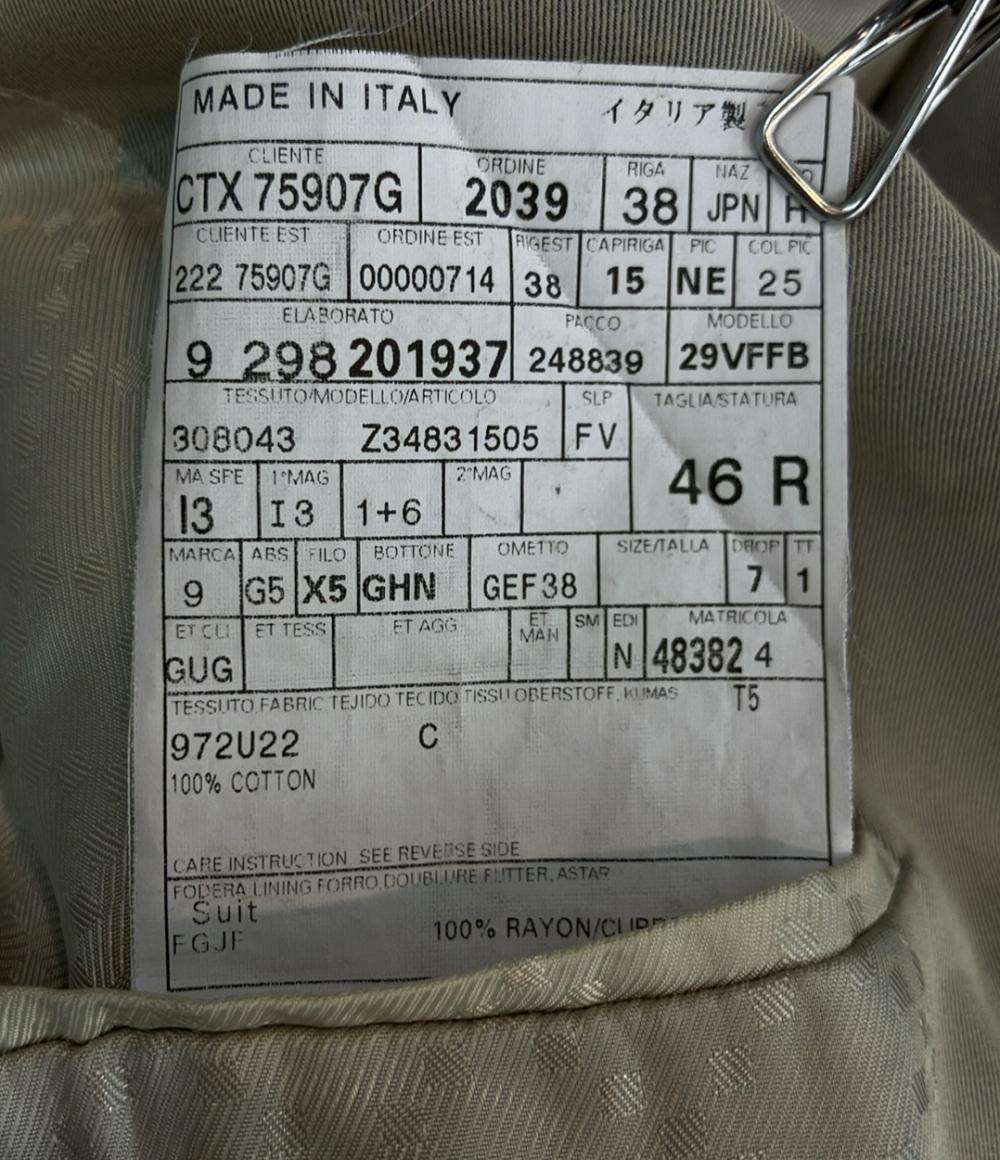 MADE IN ITALY イタリア製
CLIENTE ORDINE RIGA NAZ
CTX 75907G 2039 38 JPN H
CLIENTE EST ORDINE EST RIGEST CAPIRIGA PIC COL PIC
222 75907G 00000714 38 15 NE 25
ELABORATO PACCO MODELLO
9 298 201937 248839 29VFFB
TESSUTO/MODELLO/ARTICOLO SLP TAGLIA/STATURA
308043 Z34831505 FV 46 R
MA SFE 1°MAG 2°MAG
I3 I3 1+6
MARCA ABS FILO BOTTONE OMETTO SIZE/TALLA DROP TT
9 G5 X5 GHN GEF38 7 1
ET CLI ET TESS ET AGG ET MAN SM EDI MATRICOLA
GUG N 48382 4
TESSUTO,FABRIC TEJIDO TECIDO TISSU OBERSTOFF, KUMAS T5
972U22 C
100% COTTON
CARE INSTRUCTION SEE REVERSE SIDE
FODERA LINING FORRO,DOUBLURE FUTTER,ASTAR
Suit
FGJF 100% RAYON/